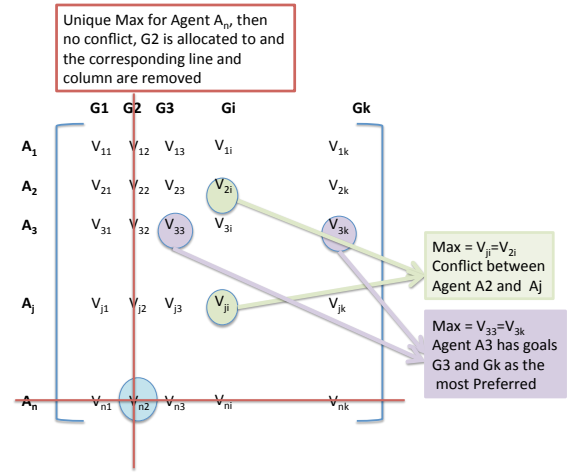 Unique Max for Agent Aₙ, then
no conflict, G2 is allocated to and
the corresponding line and
column are removed
G1 G2 G3 Gi Gk
A₁ V₁₁ V₁₂ V₁₃ V₁ᵢ V₁ₖ
A₂ V₂₁ V₂₂ V₂₃ V₂ᵢ V₂ₖ
A₃ V₃₁ V₃₂ V₃₃ V₃ᵢ V₃ₖ
Aⱼ Vⱼ₁ Vⱼ₂ Vⱼ₃ Vⱼᵢ Vⱼₖ
Aₙ Vₙ₁ Vₙ₂ Vₙ₃ Vₙᵢ Vₙₖ
Max = Vⱼᵢ=V₂ᵢ
Conflict between
Agent A2 and Aj
Max = V₃₃=V₃ₖ
Agent A3 has goals
G3 and Gk as the
most Preferred